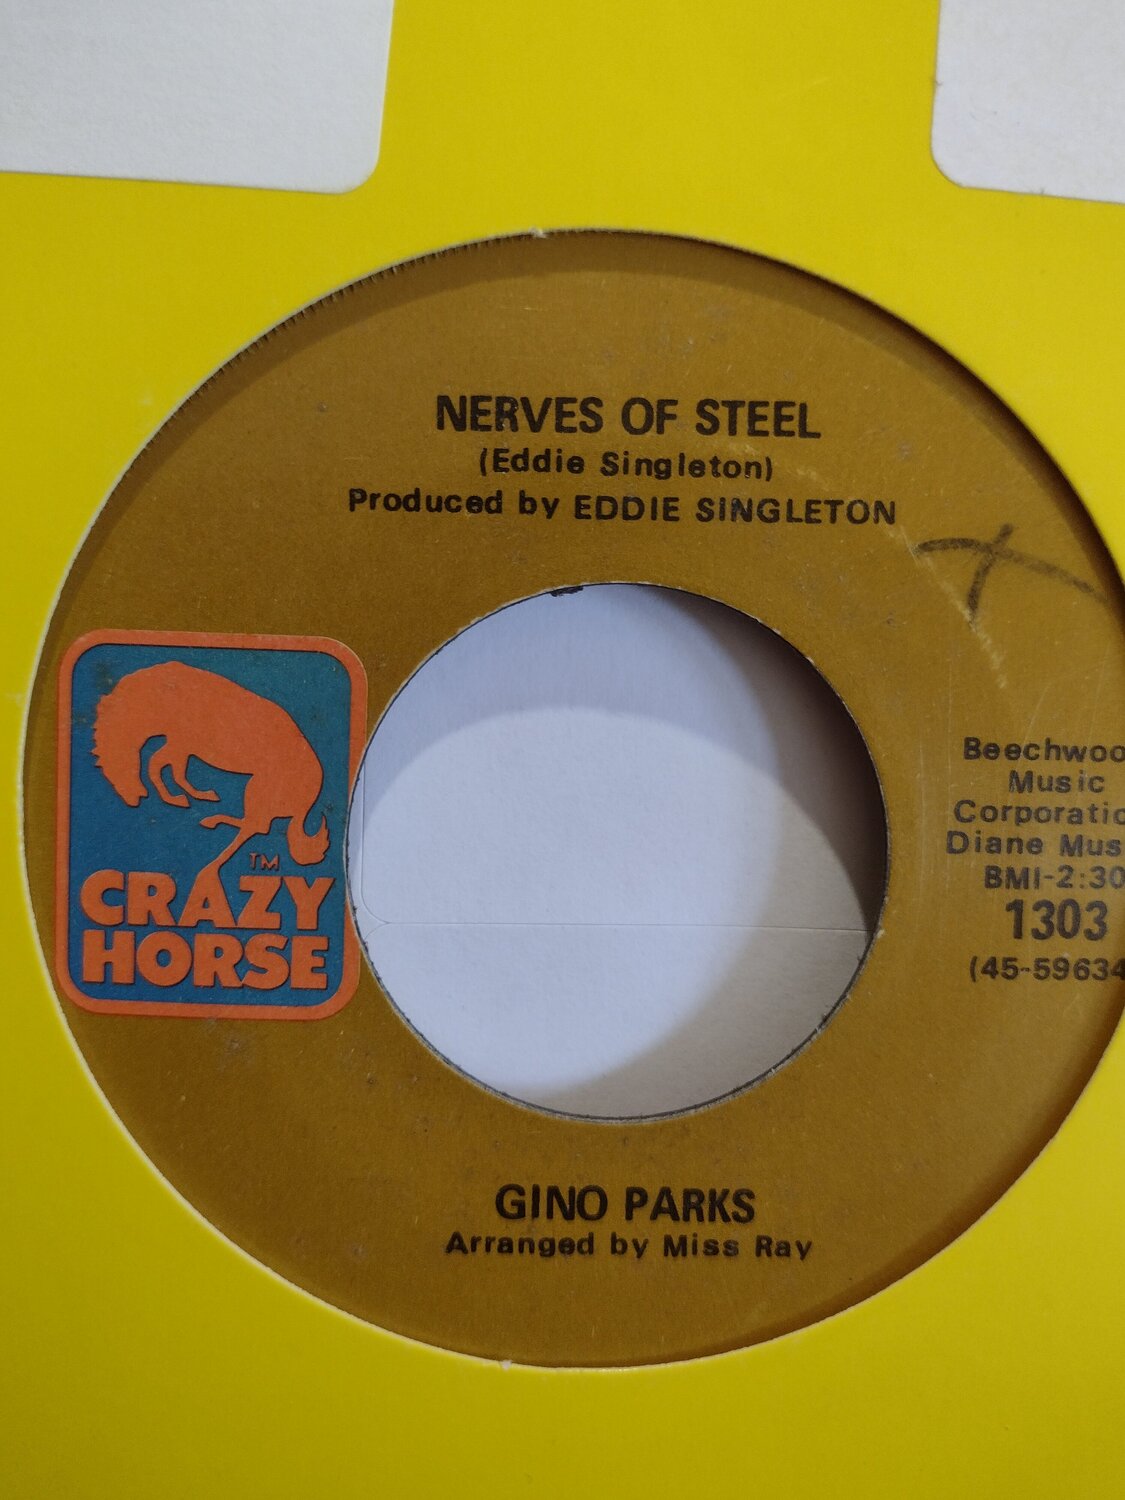 NERVES OF STEEL
(Eddie Singleton)
Produced by EDDIE SINGLETON
TM
CRAZY
HORSE
Beechwoo
Music
Corporatio
Diane Mus
BMI-2:30
1303
(45-59634
GINO PARKS
Arranged by Miss Ray